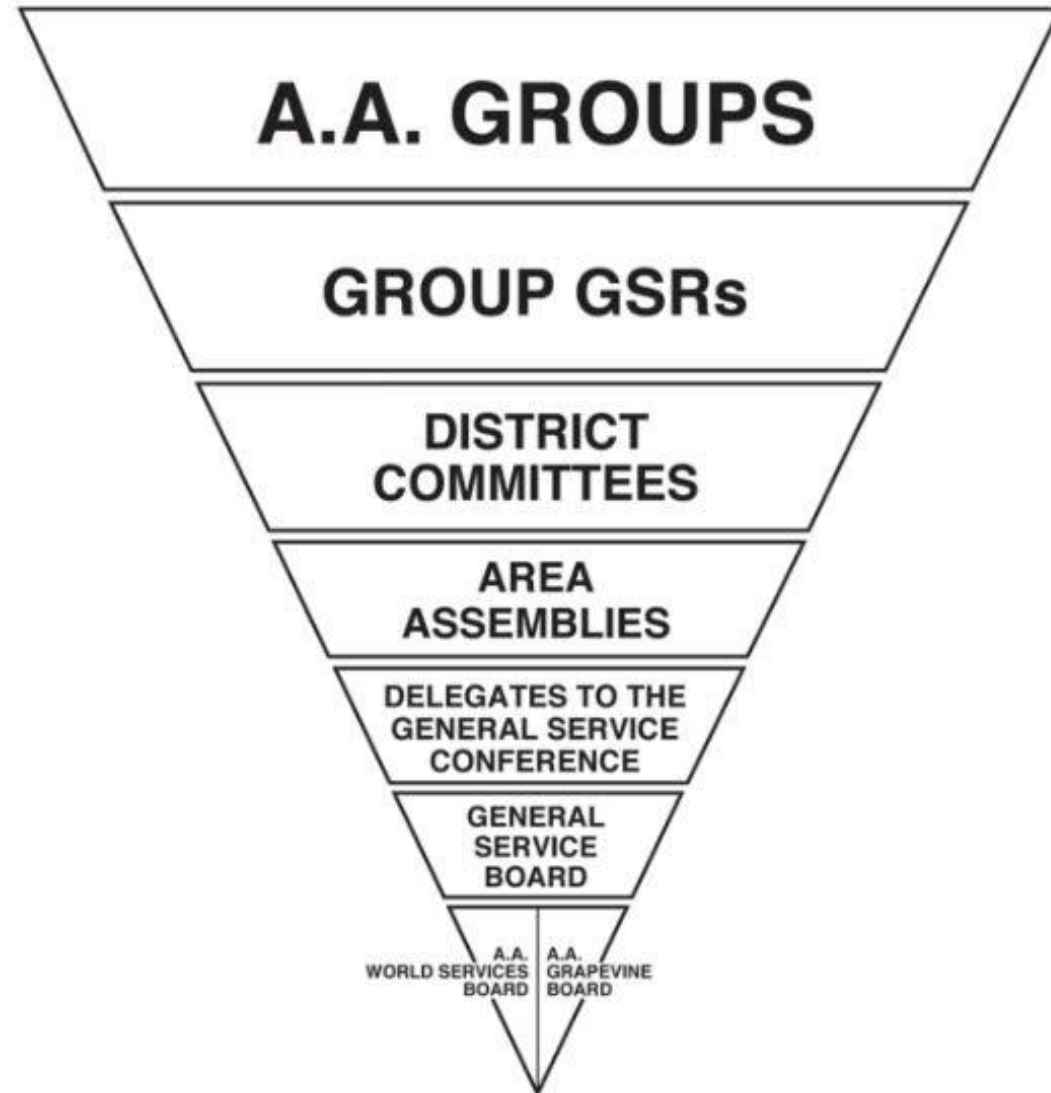 A.A. GROUPS
GROUP GSRs
DISTRICT
COMMITTEES
AREA
ASSEMBLIES
DELEGATES TO THE
GENERAL SERVICE
CONFERENCE
GENERAL
SERVICE
BOARD
A.A.
WORLD SERVICES
BOARD
A.A.
GRAPEVINE
BOARD